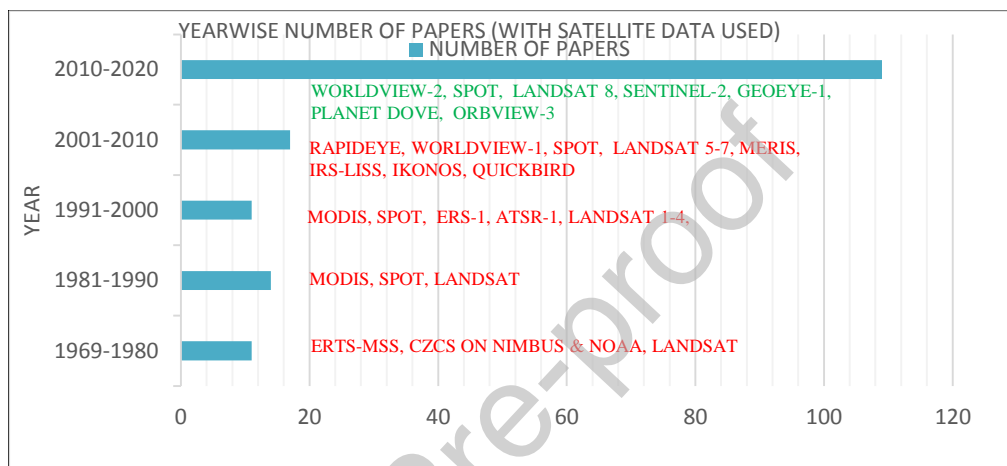 YEARWISE NUMBER OF PAPERS (WITH SATELLITE DATA USED)
NUMBER OF PAPERS
2010-2020
WORLDVIEW-2, SPOT, LANDSAT 8, SENTINEL-2, GEOEYE-1,
PLANET DOVE, ORBVIEW-3
2001-2010
RAPIDEYE, WORLDVIEW-1, SPOT, LANDSAT 5-7, MERIS,
IRS-LISS, IKONOS, QUICKBIRD
1991-2000
MODIS, SPOT, ERS-1, ATSR-1, LANDSAT 1-4,
1981-1990
MODIS, SPOT, LANDSAT
1969-1980
ERTS-MSS, CZCS ON NIMBUS & NOAA, LANDSAT
YEAR
0 20 40 60 80 100 120
re-proof